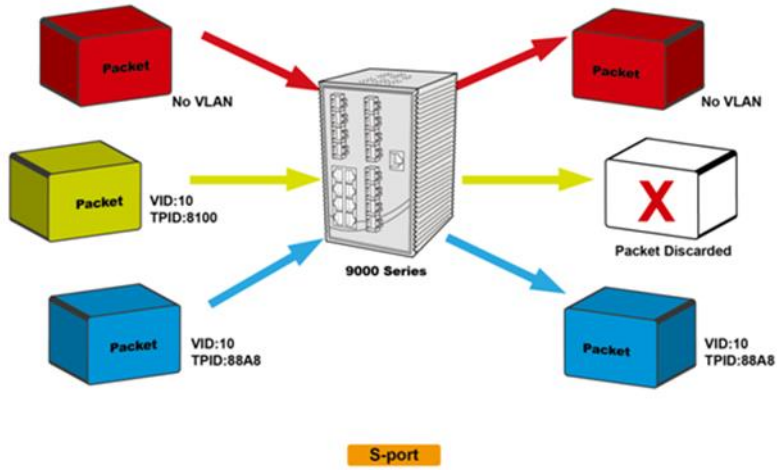 Packet
No VLAN
Packet
No VLAN
Packet
VID:10
TPID:8100
X
Packet Discarded
9000 Series
Packet
VID:10
TPID:88A8
Packet
VID:10
TPID:88A8
S-port